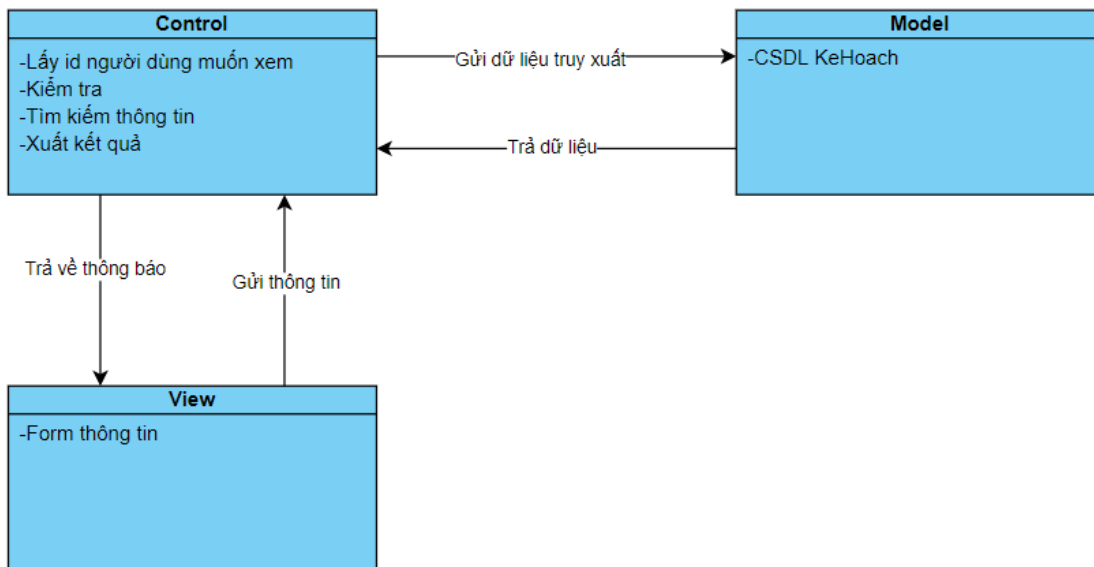 Control
-Lấy id người dùng muốn xem
-Kiểm tra
-Tìm kiếm thông tin
-Xuất kết quả
Gửi dữ liệu truy xuất
Trả dữ liệu
Model
-CSDL KeHoach
Trả về thông báo
Gửi thông tin
View
-Form thông tin